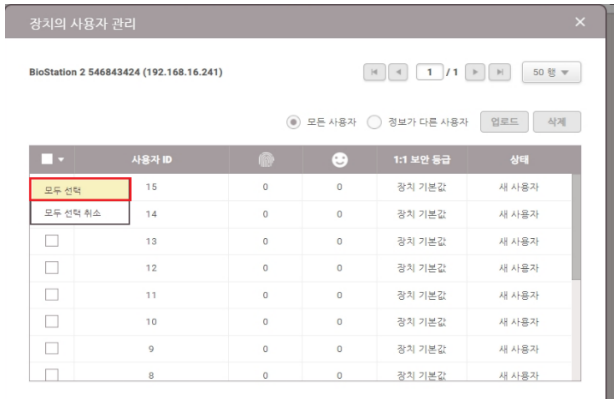 장치의 사용자 관리
BioStation 2 546843424 (192.168.16.241)
1 / 1
50 행
모든 사용자 정보가 다른 사용자 업로드 삭제
사용자 ID 1:1 보안 등급 상태
모두 선택 15 0 0 장치 기본값 새 사용자
모두 선택 취소 14 0 0 장치 기본값 새 사용자
13 0 0 장치 기본값 새 사용자
12 0 0 장치 기본값 새 사용자
11 0 0 장치 기본값 새 사용자
10 0 0 장치 기본값 새 사용자
9 0 0 장치 기본값 새 사용자
8 0 0 장치 기본값 새 사용자